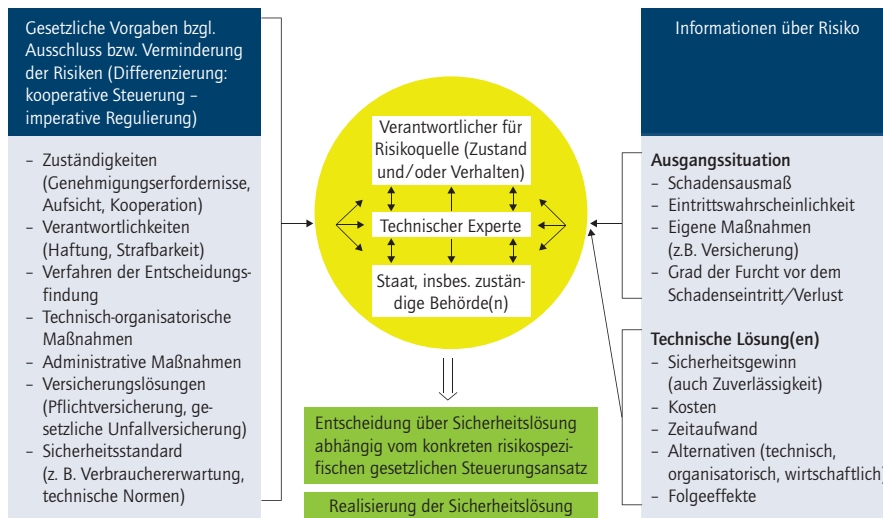 Gesetzliche Vorgaben bzgl.
Ausschluss bzw. Verminderung
der Risiken (Differenzierung:
kooperative Steuerung –
imperative Regulierung)
– Zuständigkeiten
(Genehmigungserfordernisse,
Aufsicht, Kooperation)
– Verantwortlichkeiten
(Haftung, Strafbarkeit)
– Verfahren der Entscheidungs-
findung
– Technisch-organisatorische
Maßnahmen
– Administrative Maßnahmen
– Versicherungslösungen
(Pflichtversicherung, ge-
setzliche Unfallversicherung)
– Sicherheitsstandard
(z. B. Verbrauchererwartung,
technische Normen)
Verantwortlicher für
Risikoquelle (Zustand
und/oder Verhalten)
Technischer Experte
Staat, insbes. zustän-
dige Behörde(n)
Entscheidung über Sicherheitslösung
abhängig vom konkreten risikospezi-
fischen gesetzlichen Steuerungsansatz
Realisierung der Sicherheitslösung
Informationen über Risiko
Ausgangssituation
– Schadensausmaß
– Eintrittswahrscheinlichkeit
– Eigene Maßnahmen
(z.B. Versicherung)
– Grad der Furcht vor dem
Schadenseintritt/Verlust
Technische Lösung(en)
– Sicherheitsgewinn
(auch Zuverlässigkeit)
– Kosten
– Zeitaufwand
– Alternativen (technisch,
organisatorisch, wirtschaftlich)
– Folgeeffekte